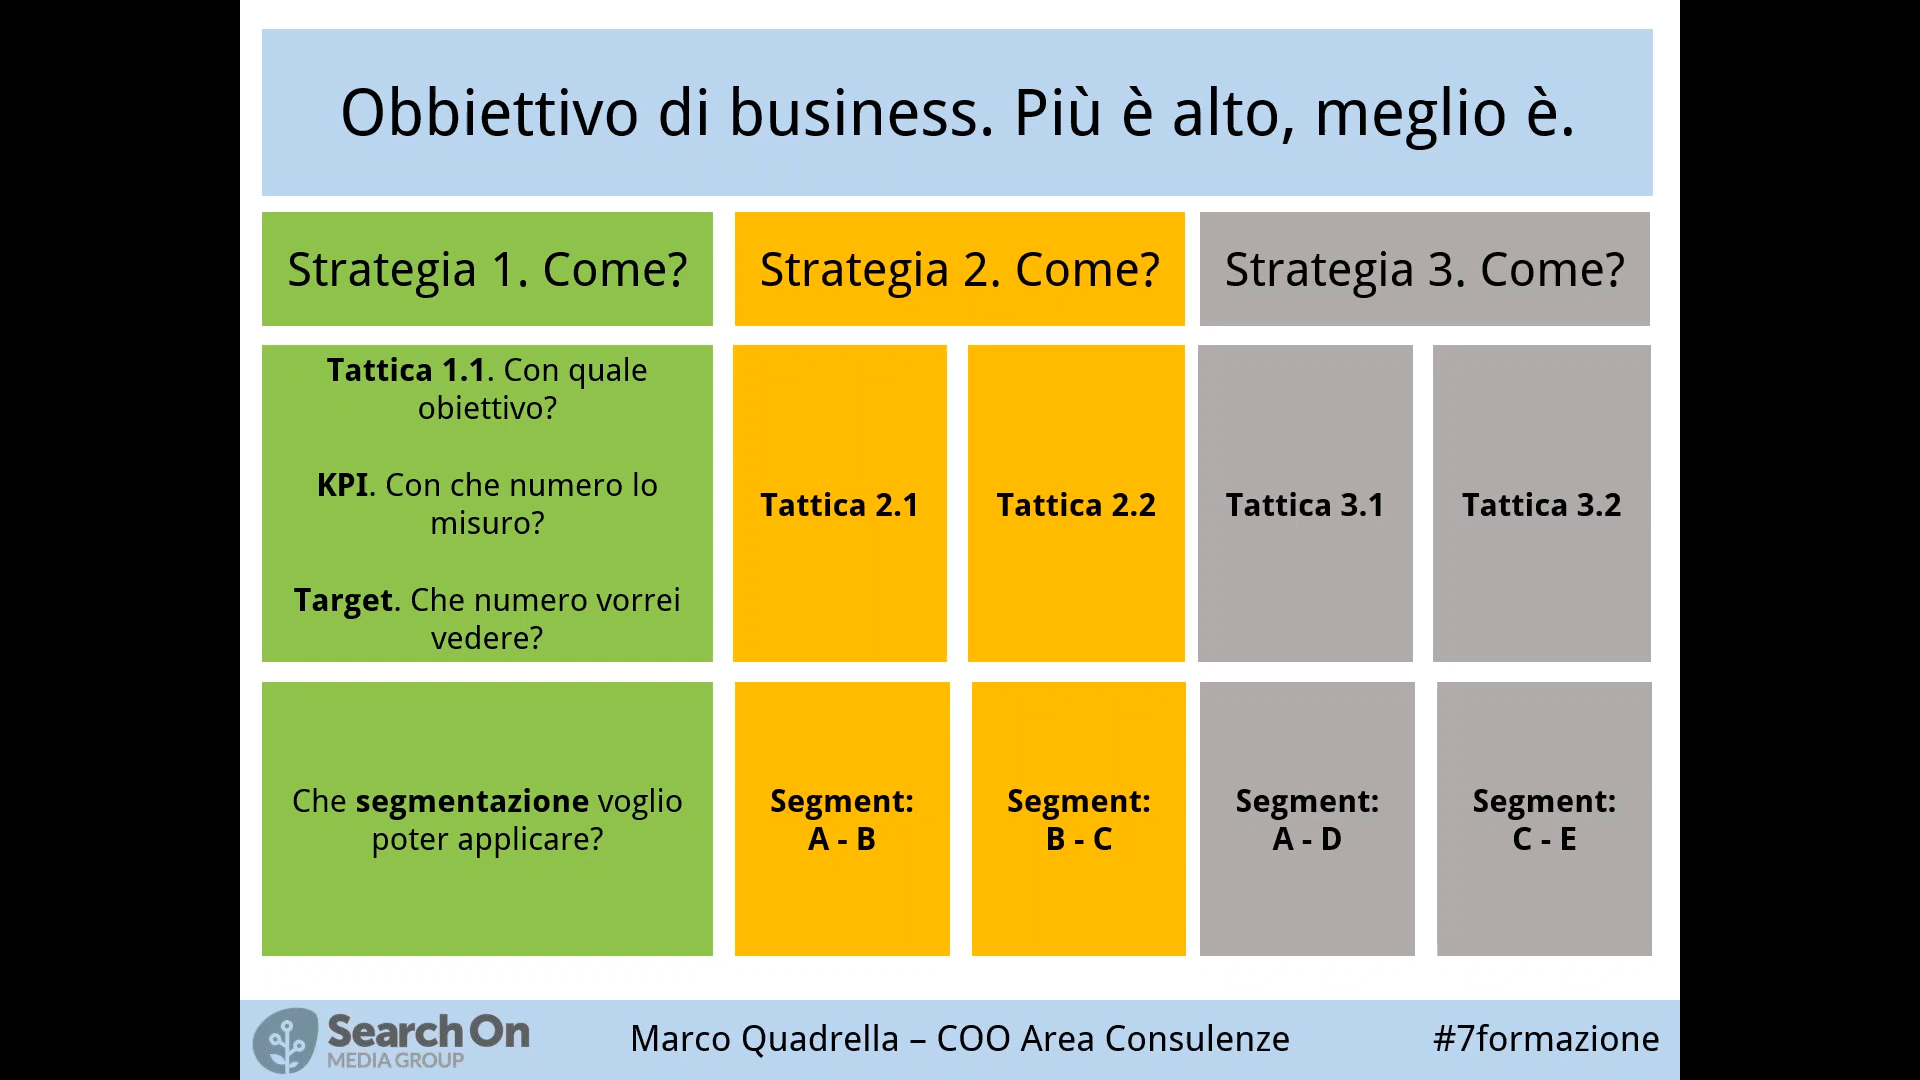 Obbiettivo di business. Più è alto, meglio è.
Strategia 1. Come?
Strategia 2. Come?
Strategia 3. Come?
Tattica 1.1. Con quale
obiettivo?
KPI. Con che numero lo
misuro?
Target. Che numero vorrei
vedere?
Tattica 2.1
Tattica 2.2
Tattica 3.1
Tattica 3.2
Che segmentazione voglio
poter applicare?
Segment:
A - B
Segment:
B - C
Segment:
A - D
Segment:
C - E
Search On
MEDIA GROUP
Marco Quadrella – COO Area Consulenze
#7formazione